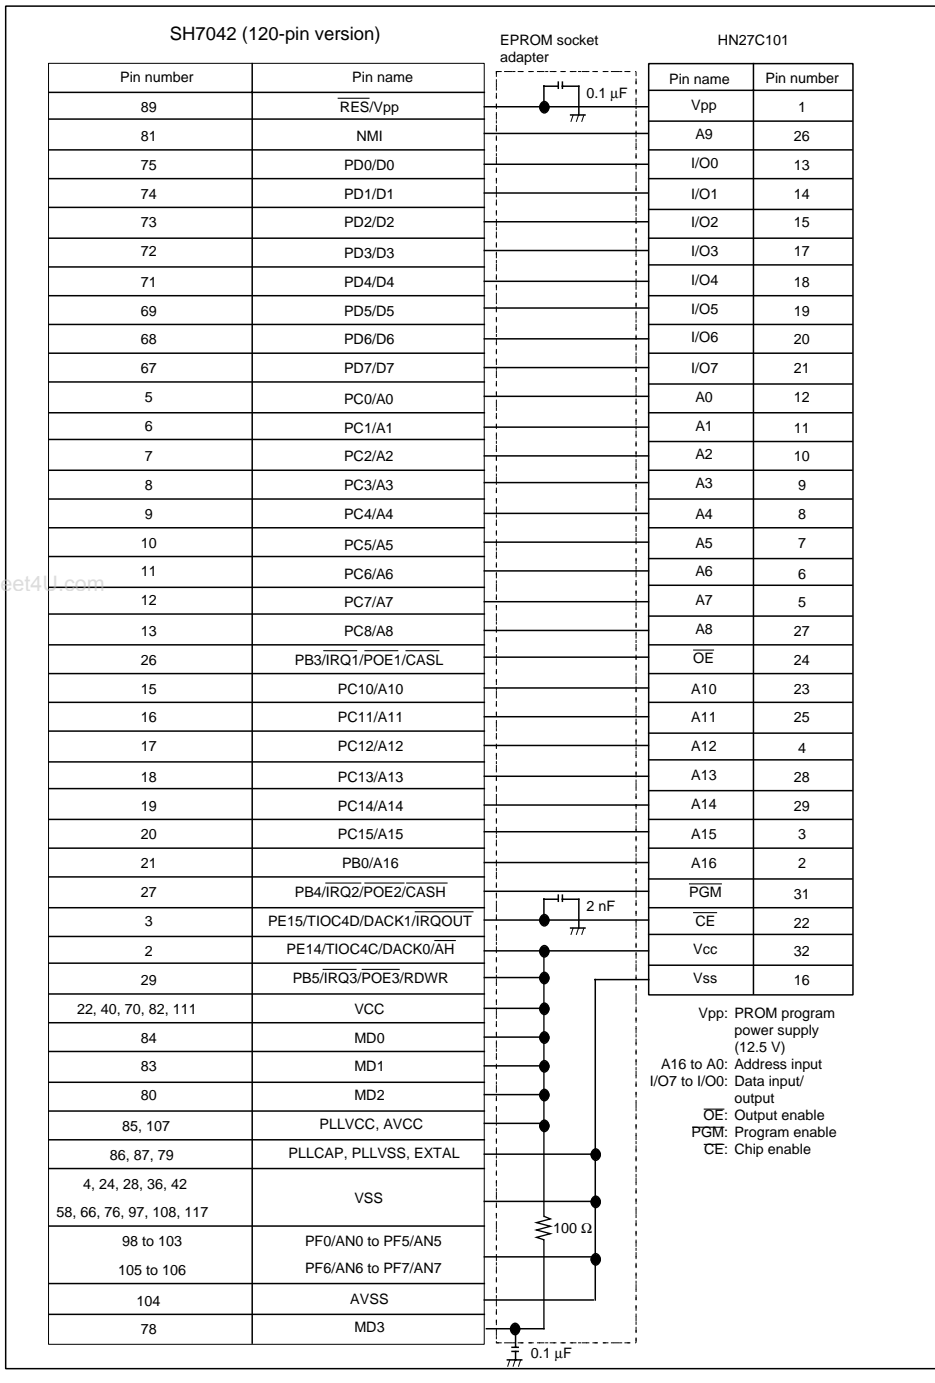 SH7042 (120-pin version)
EPROM socket
adapter
HN27C101
Pin number Pin name Pin name Pin number
89 RES/Vpp 0.1 µF Vpp 1
81 NMI A9 26
75 PD0/D0 I/O0 13
74 PD1/D1 I/O1 14
73 PD2/D2 I/O2 15
72 PD3/D3 I/O3 17
71 PD4/D4 I/O4 18
69 PD5/D5 I/O5 19
68 PD6/D6 I/O6 20
67 PD7/D7 I/O7 21
5 PC0/A0 A0 12
6 PC1/A1 A1 11
7 PC2/A2 A2 10
8 PC3/A3 A3 9
9 PC4/A4 A4 8
10 PC5/A5 A5 7
11 PC6/A6 A6 6
eet4U.com
12 PC7/A7 A7 5
13 PC8/A8 A8 27
26 PB3/IRQ1/POE1/CASL OE 24
15 PC10/A10 A10 23
16 PC11/A11 A11 25
17 PC12/A12 A12 4
18 PC13/A13 A13 28
19 PC14/A14 A14 29
20 PC15/A15 A15 3
21 PB0/A16 A16 2
27 PB4/IRQ2/POE2/CASH PGM 31
2 nF
3 PE15/TIOC4D/DACK1/IRQOUT CE 22
2 PE14/TIOC4C/DACK0/AH Vcc 32
29 PB5/IRQ3/POE3/RDWR Vss 16
22, 40, 70, 82, 111 VCC
84 MD0
83 MD1
80 MD2
85, 107 PLLVCC, AVCC
86, 87, 79 PLLCAP, PLLVSS, EXTAL
4, 24, 28, 36, 42
58, 66, 76, 97, 108, 117
VSS
100 Ω
98 to 103 PF0/AN0 to PF5/AN5
105 to 106 PF6/AN6 to PF7/AN7
104 AVSS
78 MD3
0.1 µF
Vpp: PROM program
power supply
(12.5 V)
A16 to A0: Address input
I/O7 to I/O0: Data input/
output
OE: Output enable
PGM: Program enable
CE: Chip enable